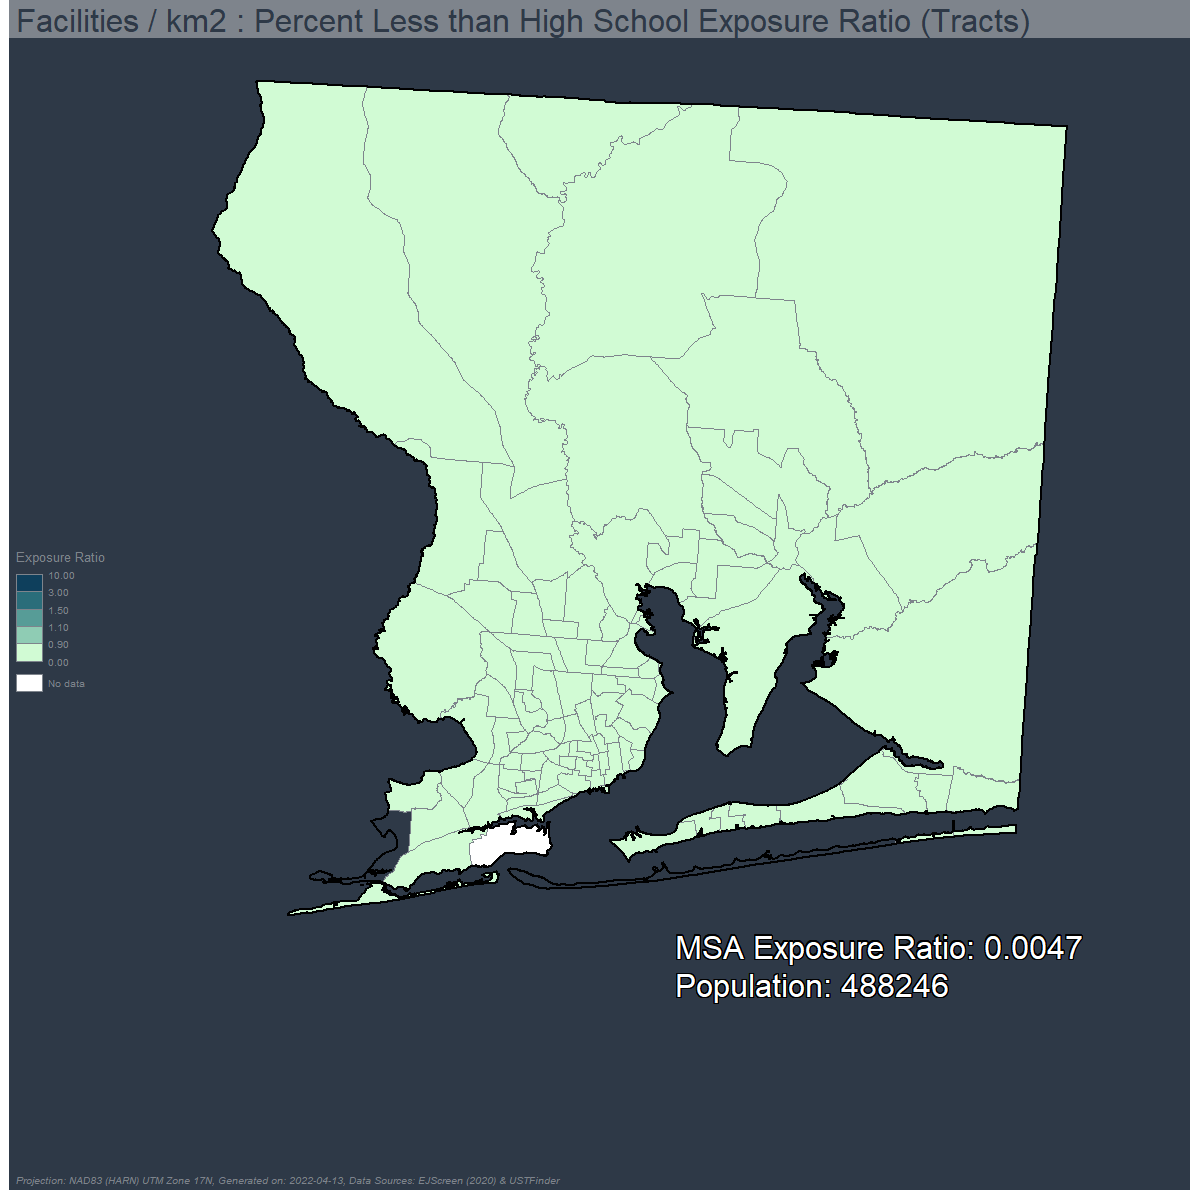 Facilities / km2 : Percent Less than High School Exposure Ratio (Tracts)
Exposure Ratio
10.00
3.00
1.50
1.10
0.90
0.00
No data
MSA Exposure Ratio: 0.0047
Population: 488246
Projection: NAD83 (HARN) UTM Zone 17N, Generated on: 2022-04-13, Data Sources: EJScreen (2020) & USTFinder